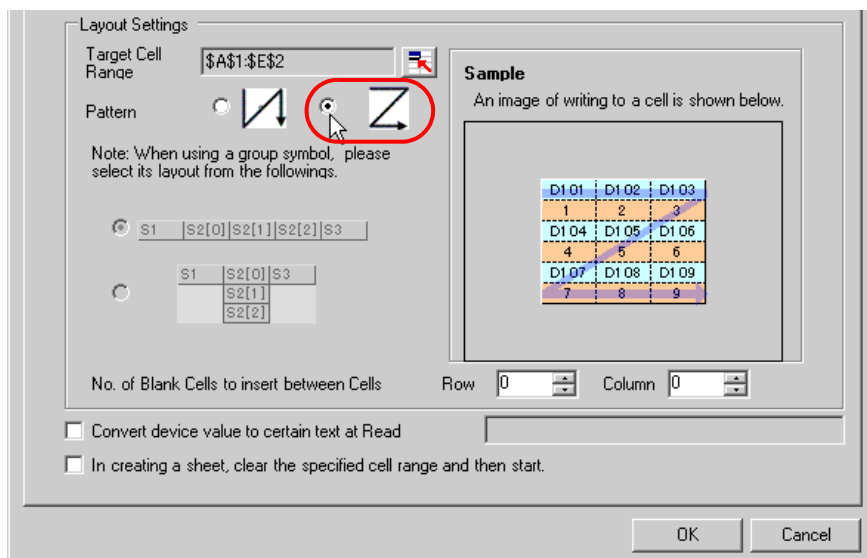 Layout Settings
Target Cell
Range
$A$1:$E$2
Pattern
Note: When using a group symbol, please
select its layout from the followings.
S1 S2[0] S2[1] S2[2] S3
S1 S2[0] S3
S2[1]
S2[2]
Sample
An image of writing to a cell is shown below.
D101 D102 D103
1 2 3
D104 D105 D106
4 5 6
D107 D108 D109
7 8 9
No. of Blank Cells to insert between Cells Row 0 Column 0
Convert device value to certain text at Read
In creating a sheet, clear the specified cell range and then start.
OK Cancel